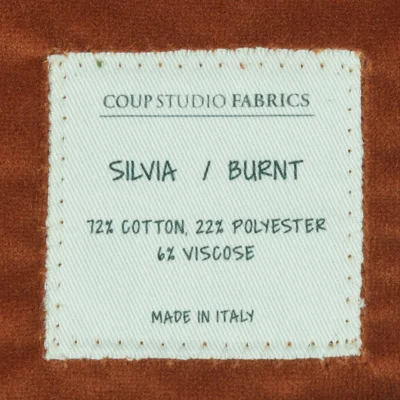 COUP STUDIO FABRICS
SILVIA / BURNT
72% COTTON, 22% POLYESTER
6% VISCOSE
MADE IN ITALY